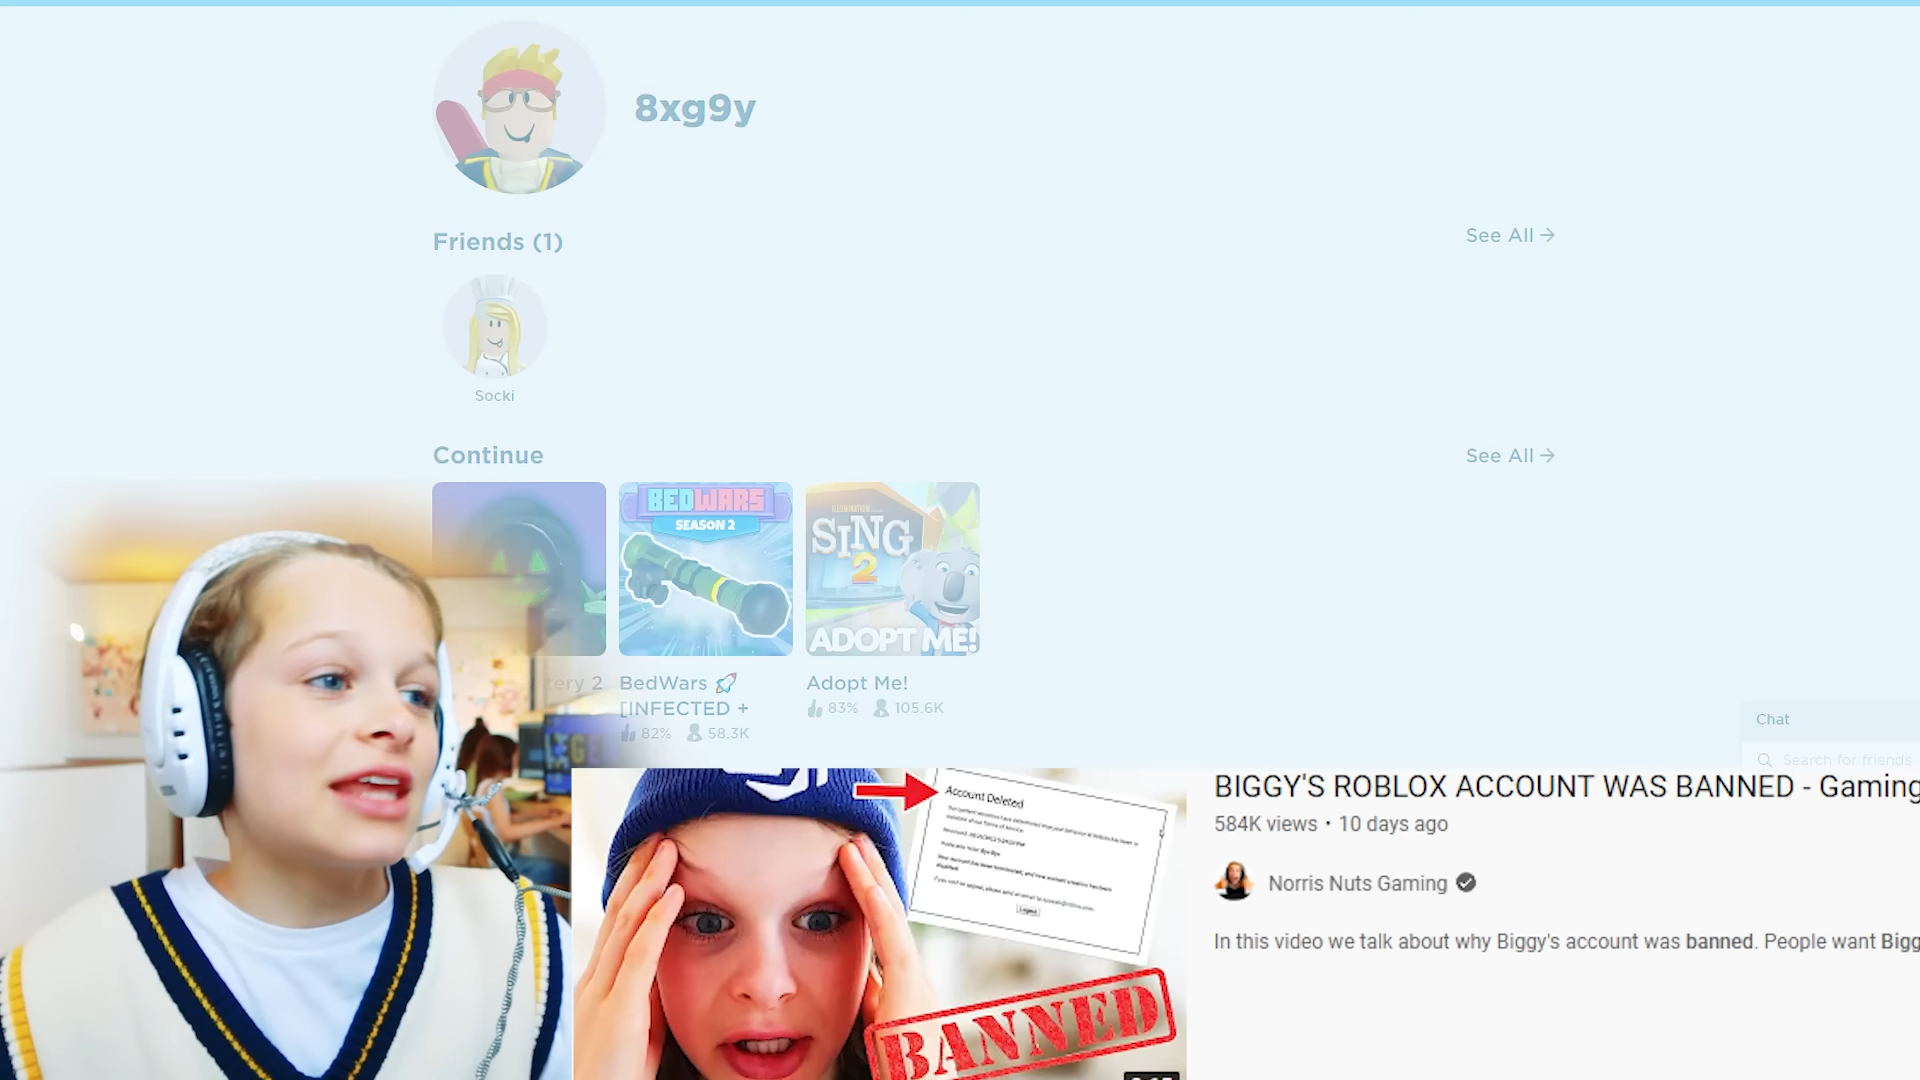 8xg9y
Friends (1)
See All →
Socki
Continue
See All →
BEDWARS
SEASON 2
ILLUMINATION
SING
2
ADOPT ME!
tery 2
BedWars 🚀
[INFECTED +
82% 58.3K
Adopt Me!
83% 105.6K
Chat
Search for friends
Account Deleted
BANNED
BIGGY'S ROBLOX ACCOUNT WAS BANNED - Gaming
584K views • 10 days ago
Norris Nuts Gaming
In this video we talk about why Biggy's account was banned. People want Bigg